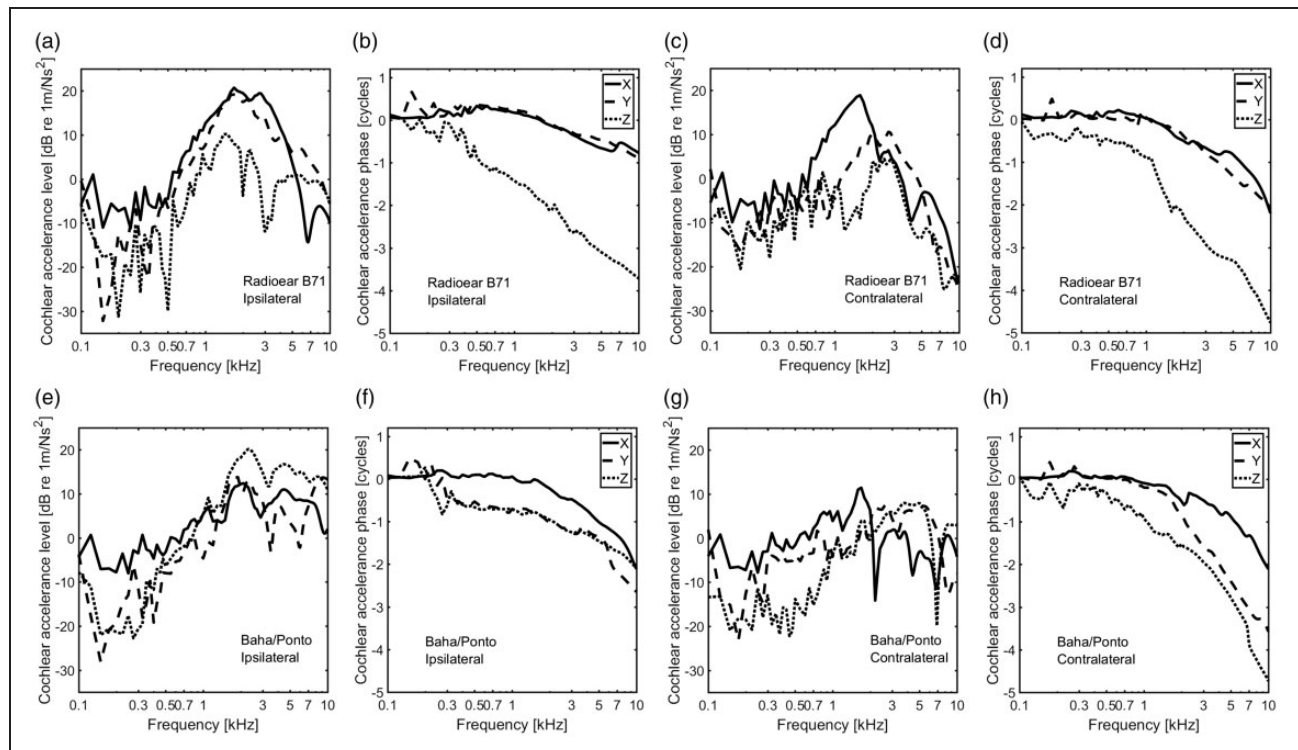 (a)
Cochlear accelerance level [dB re 1m/Ns²]
20
10
0
-10
-20
-30
Radioear B71
Ipsilateral
0.1 0.3 0.50.7 1 3 5 7 10
Frequency [kHz]
(b)
Cochlear accelerance phase [cycles]
1
0
-1
-2
-3
-4
-5
X
Y
Z
Radioear B71
Ipsilateral
0.1 0.3 0.50.7 1 3 5 7 10
Frequency [kHz]
(c)
Cochlear accelerance level [dB re 1m/Ns²]
20
10
0
-10
-20
-30
Radioear B71
Contralateral
0.1 0.3 0.50.7 1 3 5 7 10
Frequency [kHz]
(d)
Cochlear accelerance phase [cycles]
1
0
-1
-2
-3
-4
-5
X
Y
Z
Radioear B71
Contralateral
0.1 0.3 0.50.7 1 3 5 7 10
Frequency [kHz]
(e)
Cochlear accelerance level [dB re 1m/Ns²]
20
10
0
-10
-20
-30
Baha/Ponto
Ipsilateral
0.1 0.3 0.50.7 1 3 5 7 10
Frequency [kHz]
(f)
Cochlear accelerance phase [cycles]
1
0
-1
-2
-3
-4
-5
X
Y
Z
Baha/Ponto
Ipsilateral
0.1 0.3 0.50.7 1 3 5 7 10
Frequency [kHz]
(g)
Cochlear accelerance level [dB re 1m/Ns²]
20
10
0
-10
-20
-30
Baha/Ponto
Contralateral
0.1 0.3 0.50.7 1 3 5 7 10
Frequency [kHz]
(h)
Cochlear accelerance phase [cycles]
1
0
-1
-2
-3
-4
-5
X
Y
Z
Baha/Ponto
Contralateral
0.1 0.3 0.50.7 1 3 5 7 10
Frequency [kHz]